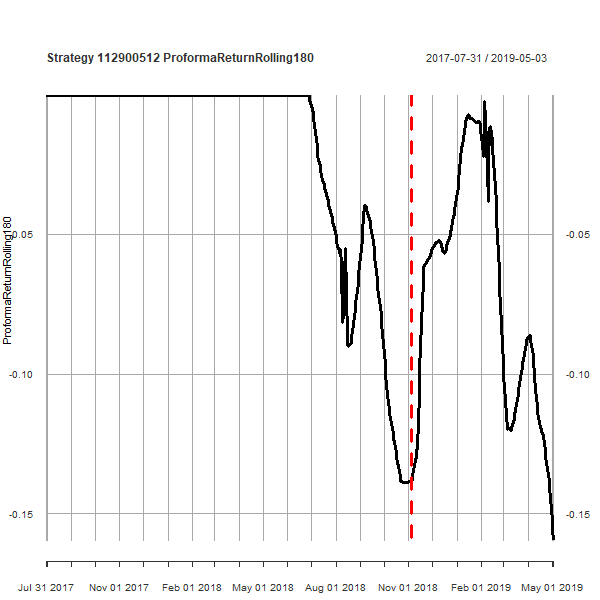 Strategy 112900512 ProformaReturnRolling180
2017-07-31 / 2019-05-03
ProformaReturnRolling180
-0.05
-0.05
-0.10
-0.10
-0.15
-0.15
Jul 31 2017
Nov 01 2017
Feb 01 2018
May 01 2018
Aug 01 2018
Nov 01 2018
Feb 01 2019
May 01 2019